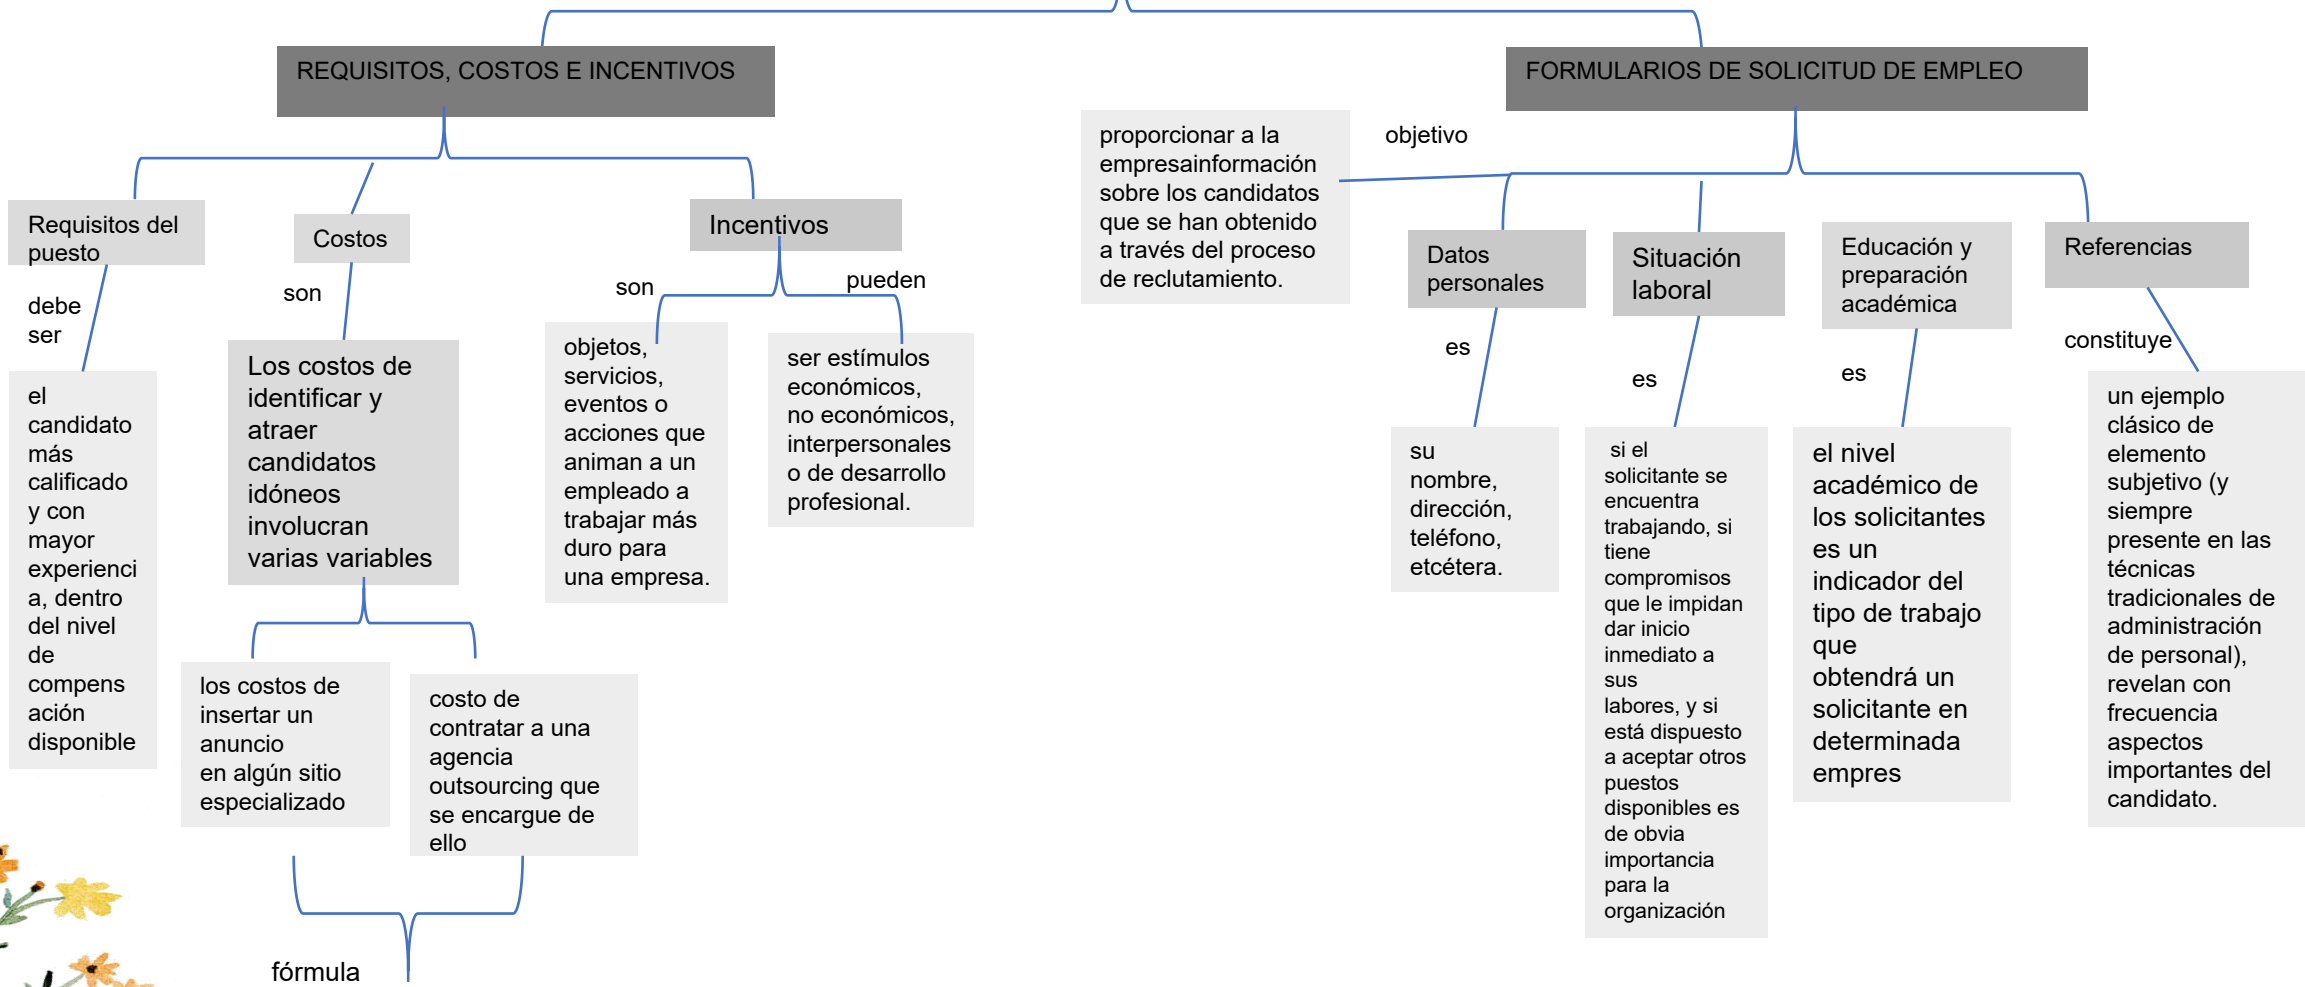 REQUISITOS, COSTOS E INCENTIVOS
Requisitos del
puesto
debe
ser
el
candidato
más
calificado
y con
mayor
experienci
a, dentro
del nivel
de
compens
ación
disponible
Costos
son
Los costos de
identificar y
atraer
candidatos
idóneos
involucran
varias variables
los costos de
insertar un
anuncio
en algún sitio
especializado
costo de
contratar a una
agencia
outsourcing que
se encargue de
ello
fórmula
Incentivos
son
objetos,
servicios,
eventos o
acciones que
animan a un
empleado a
trabajar más
duro para
una empresa.
pueden
ser estímulos
económicos,
no económicos,
interpersonales
o de desarrollo
profesional.
FORMULARIOS DE SOLICITUD DE EMPLEO
objetivo
proporcionar a la
empresainformación
sobre los candidatos
que se han obtenido
a través del proceso
de reclutamiento.
Datos
personales
es
su
nombre,
dirección,
teléfono,
etcétera.
Situación
laboral
es
si el
solicitante se
encuentra
trabajando, si
tiene
compromisos
que le impidan
dar inicio
inmediato a
sus
labores, y si
está dispuesto
a aceptar otros
puestos
disponibles es
de obvia
importancia
para la
organización
Educación y
preparación
académica
es
el nivel
académico de
los solicitantes
es un
indicador del
tipo de trabajo
que
obtendrá un
solicitante en
determinada
empres
Referencias
constituye
un ejemplo
clásico de
elemento
subjetivo (y
siempre
presente en las
técnicas
tradicionales de
administración
de personal),
revelan con
frecuencia
aspectos
importantes del
candidato.